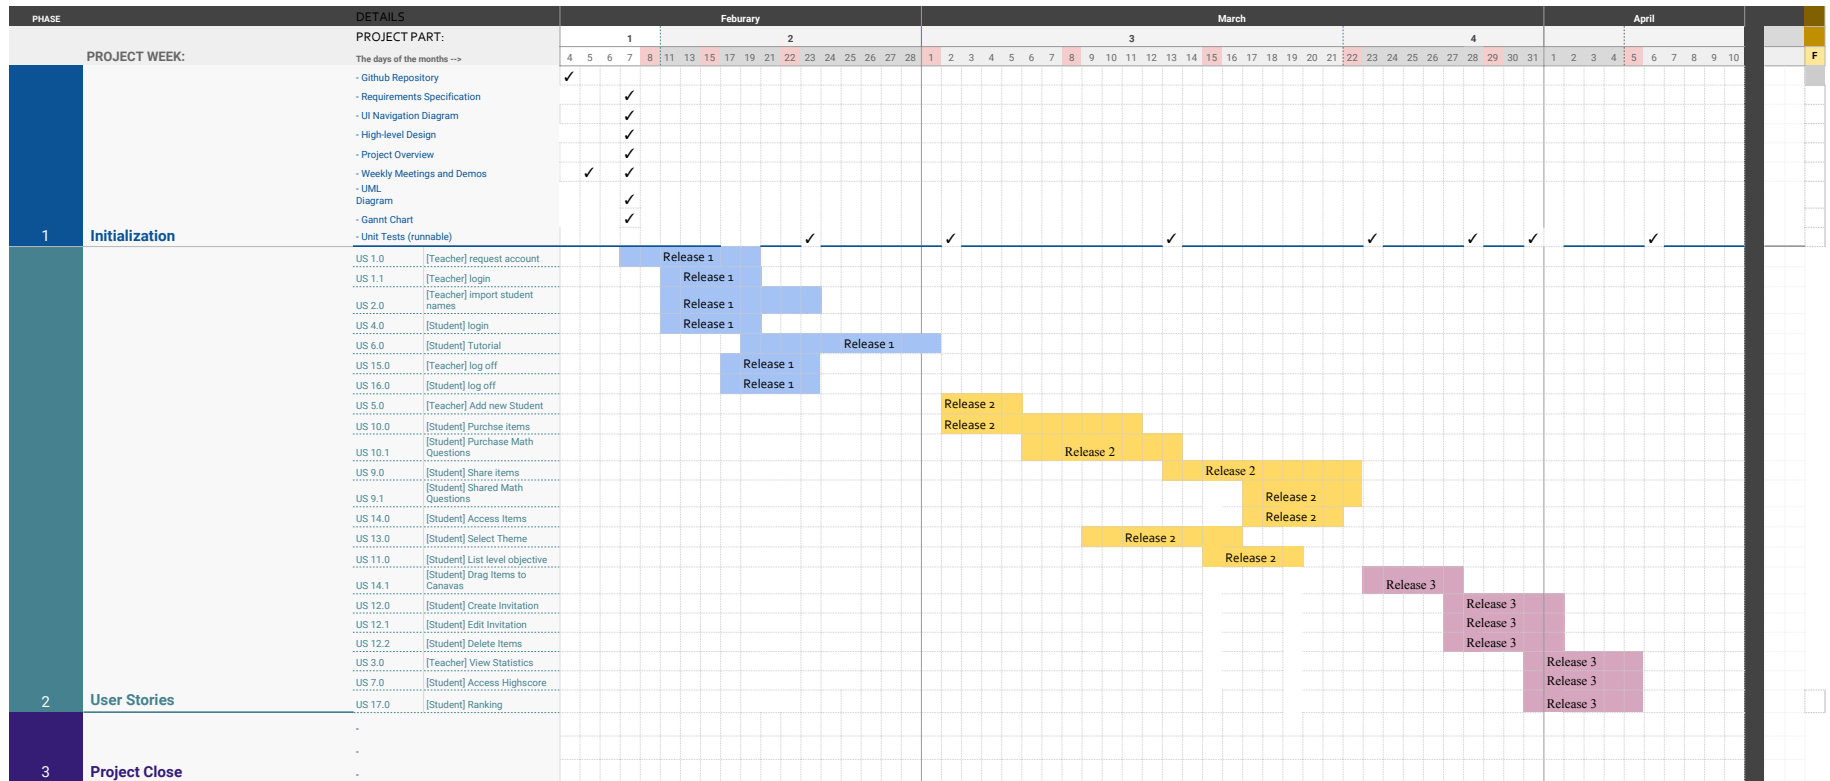 PHASE DETAILS Feburary March April
PROJECT PART: 1 2 3 4
PROJECT WEEK: The days of the months --> 4 5 6 7 8 11 13 15 17 19 21 22 23 24 25 26 27 28 1 2 3 4 5 6 7 8 9 10 11 12 13 14 15 16 17 18 19 20 21 22 23 24 25 26 27 28 29 30 31 1 2 3 4 5 6 7 8 9 10 F
- Github Repository ✓
- Requirements Specification ✓
- UI Navigation Diagram ✓
- High-level Design ✓
- Project Overview ✓
- Weekly Meetings and Demos ✓ ✓
- UML
Diagram ✓
- Gannt Chart ✓
1 Initialization - Unit Tests (runnable) ✓ ✓ ✓ ✓ ✓ ✓ ✓
US 1.0 [Teacher] request account Release 1
US 1.1 [Teacher] login Release 1
[Teacher] import student
US 2.0 names Release 1
US 4.0 [Student] login Release 1
US 6.0 [Student] Tutorial Release 1
US 15.0 [Teacher] log off Release 1
US 16.0 [Student] log off Release 1
US 5.0 [Teacher] Add new Student Release 2
US 10.0 [Student] Purchse items Release 2
[Student] Purchase Math
US 10.1 Questions Release 2
US 9.0 [Student] Share items Release 2
[Student] Shared Math
US 9.1 Questions Release 2
US 14.0 [Student] Access Items Release 2
US 13.0 [Student] Select Theme Release 2
US 11.0 [Student] List level objective Release 2
[Student] Drag Items to
US 14.1 Canavas Release 3
US 12.0 [Student] Create Invitation Release 3
US 12.1 [Student] Edit Invitation Release 3
US 12.2 [Student] Delete Items Release 3
US 3.0 [Teacher] View Statistics Release 3
US 7.0 [Student] Access Highscore Release 3
2 User Stories US 17.0 [Student] Ranking Release 3
-
-
3 Project Close -